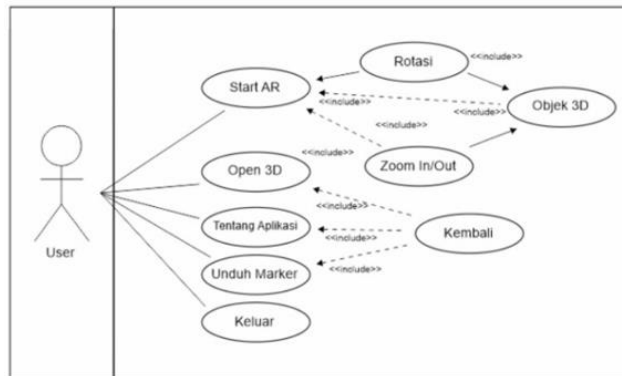 Rotasi
<<include>>
Start AR
<<include>>
<<include>>
Objek 3D
<<include>>
<<include>>
Open 3D
Zoom In/Out
<<include>>
Tentang Aplikasi
Kembali
<<include>>
User
Unduh Marker
<<include>>
Keluar